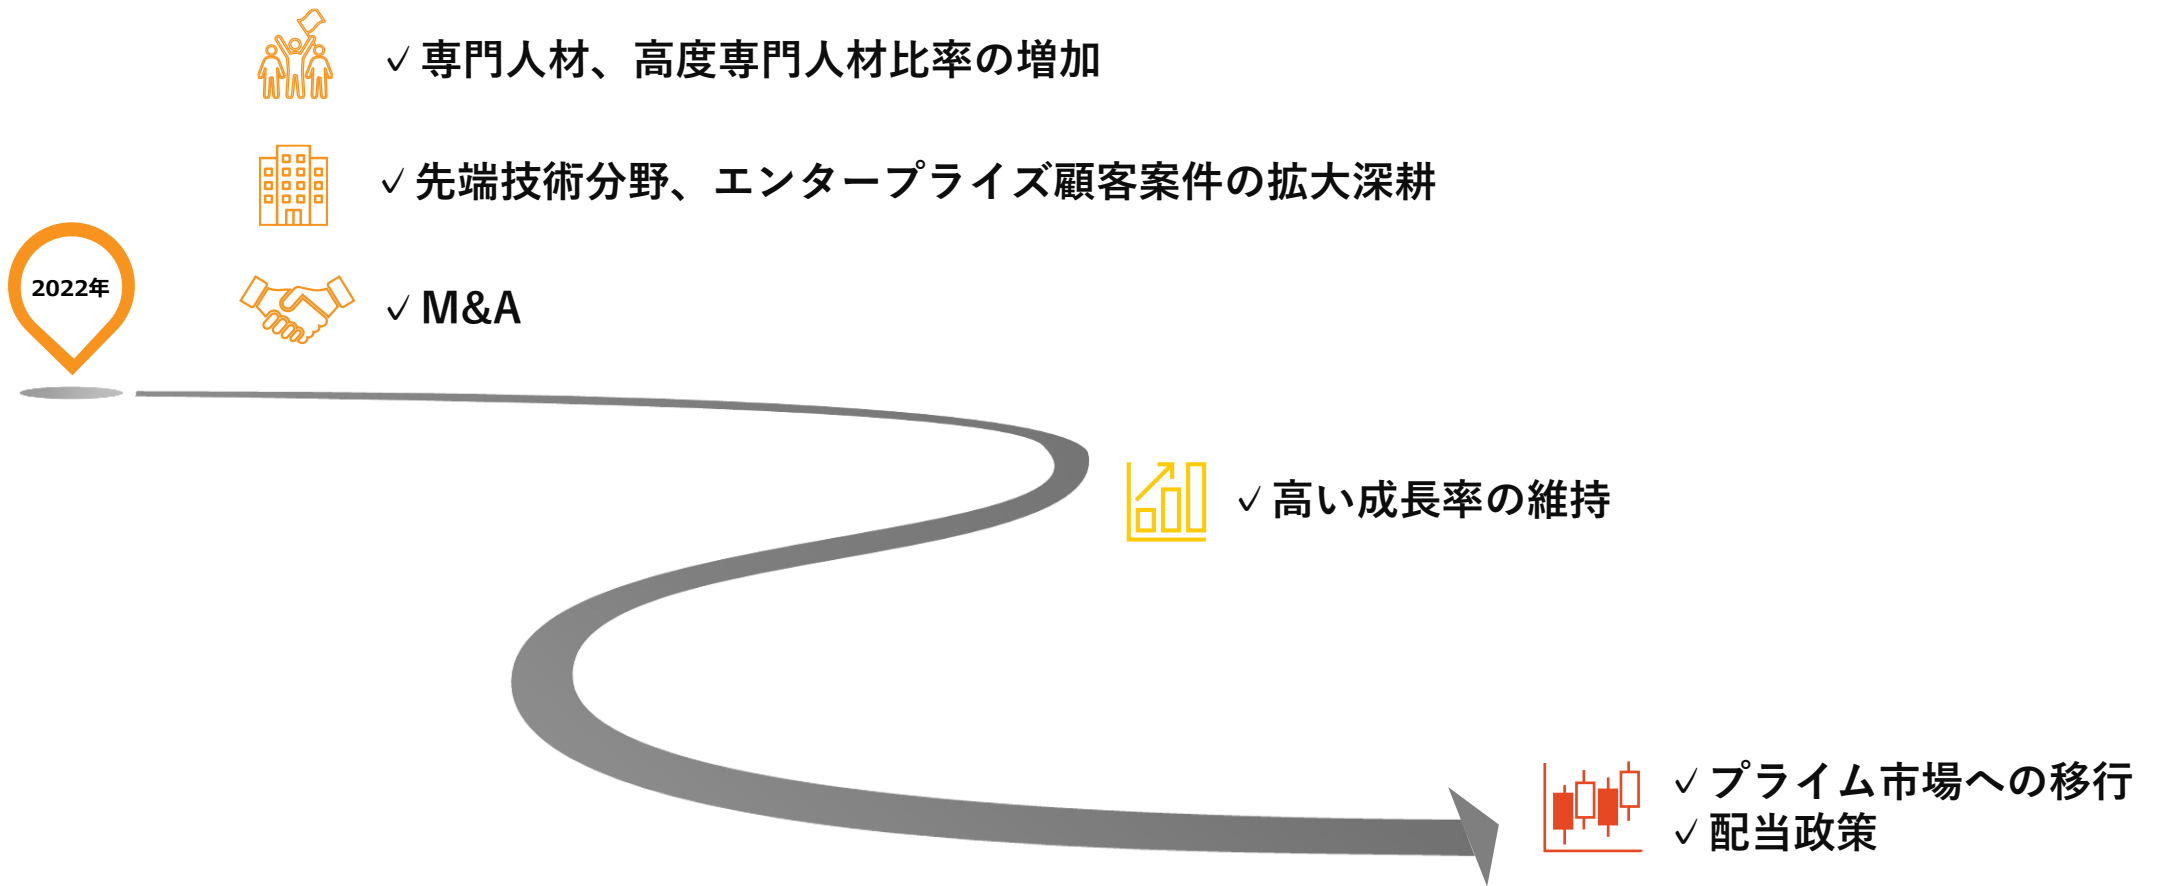 ✓ 専門人材、高度専門人材比率の増加
✓ 先端技術分野、エンタープライズ顧客案件の拡大深耕
2022年
✓ M&A
✓ 高い成長率の維持
✓ プライム市場への移行
✓ 配当政策